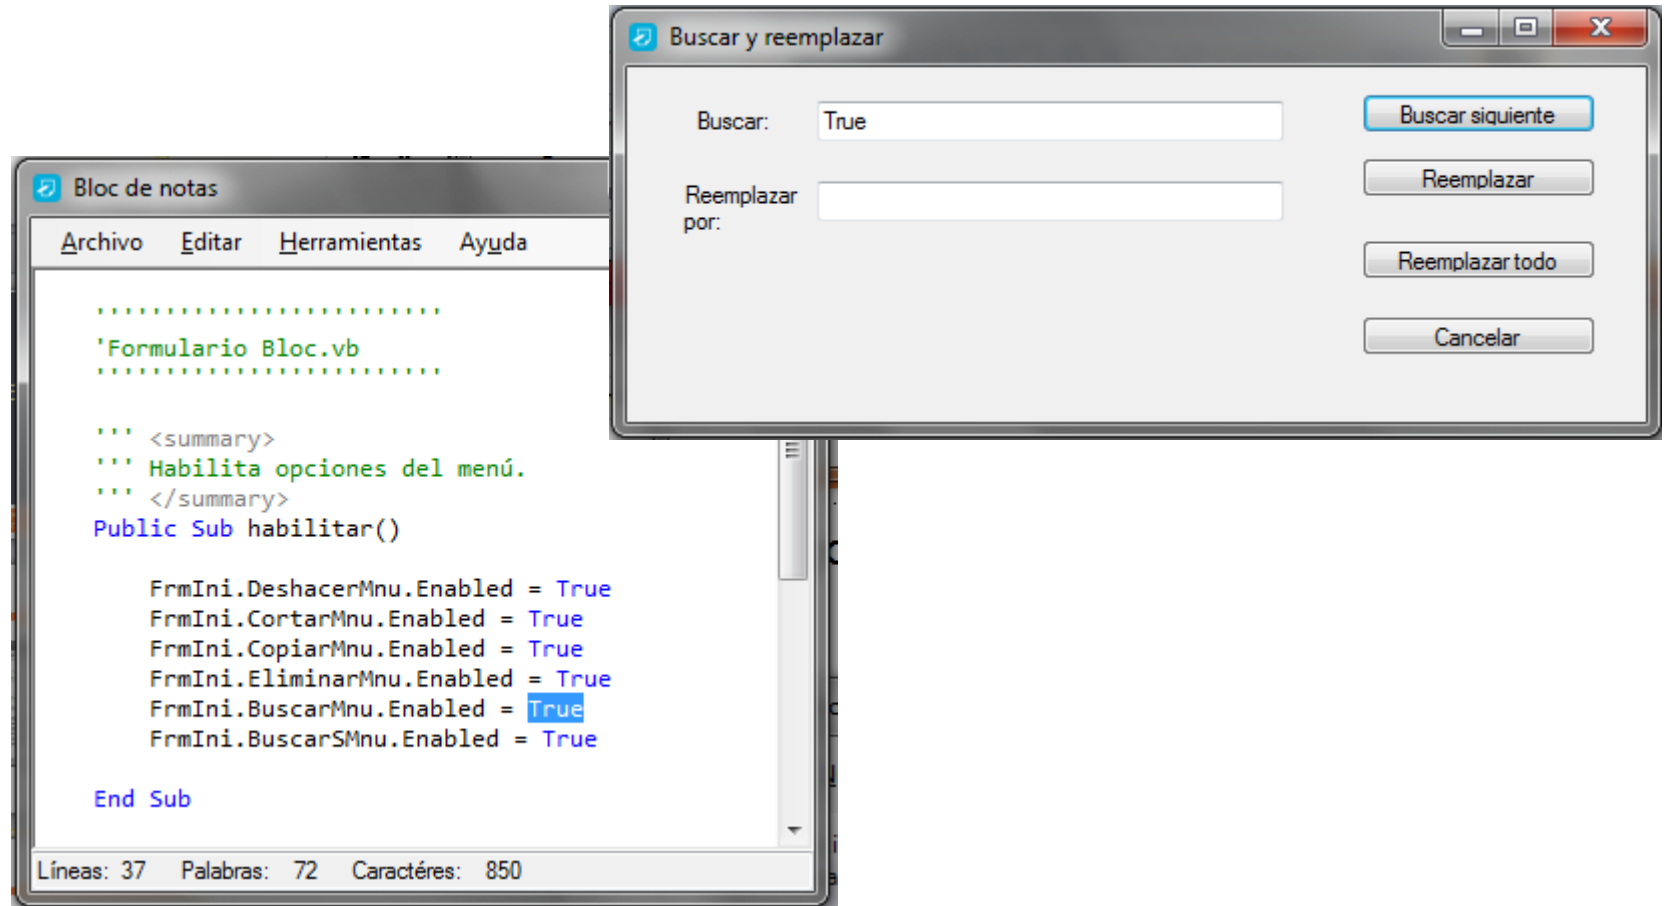 Buscar y reemplazar
Buscar:
True
Buscar siguiente
Reemplazar
por:
Reemplazar
Reemplazar todo
Cancelar
Bloc de notas
Archivo Editar Herramientas Ayuda
'''''''''''''''''''''''''
'Formulario Bloc.vb
'''''''''''''''''''''''''
''' <summary>
''' Habilita opciones del menú.
''' </summary>
Public Sub habilitar()
FrmIni.DeshacerMnu.Enabled = True
FrmIni.CortarMnu.Enabled = True
FrmIni.CopiarMnu.Enabled = True
FrmIni.EliminarMnu.Enabled = True
FrmIni.BuscarMnu.Enabled = True
FrmIni.BuscarSMnu.Enabled = True
End Sub
Líneas: 37 Palabras: 72 Caractéres: 850